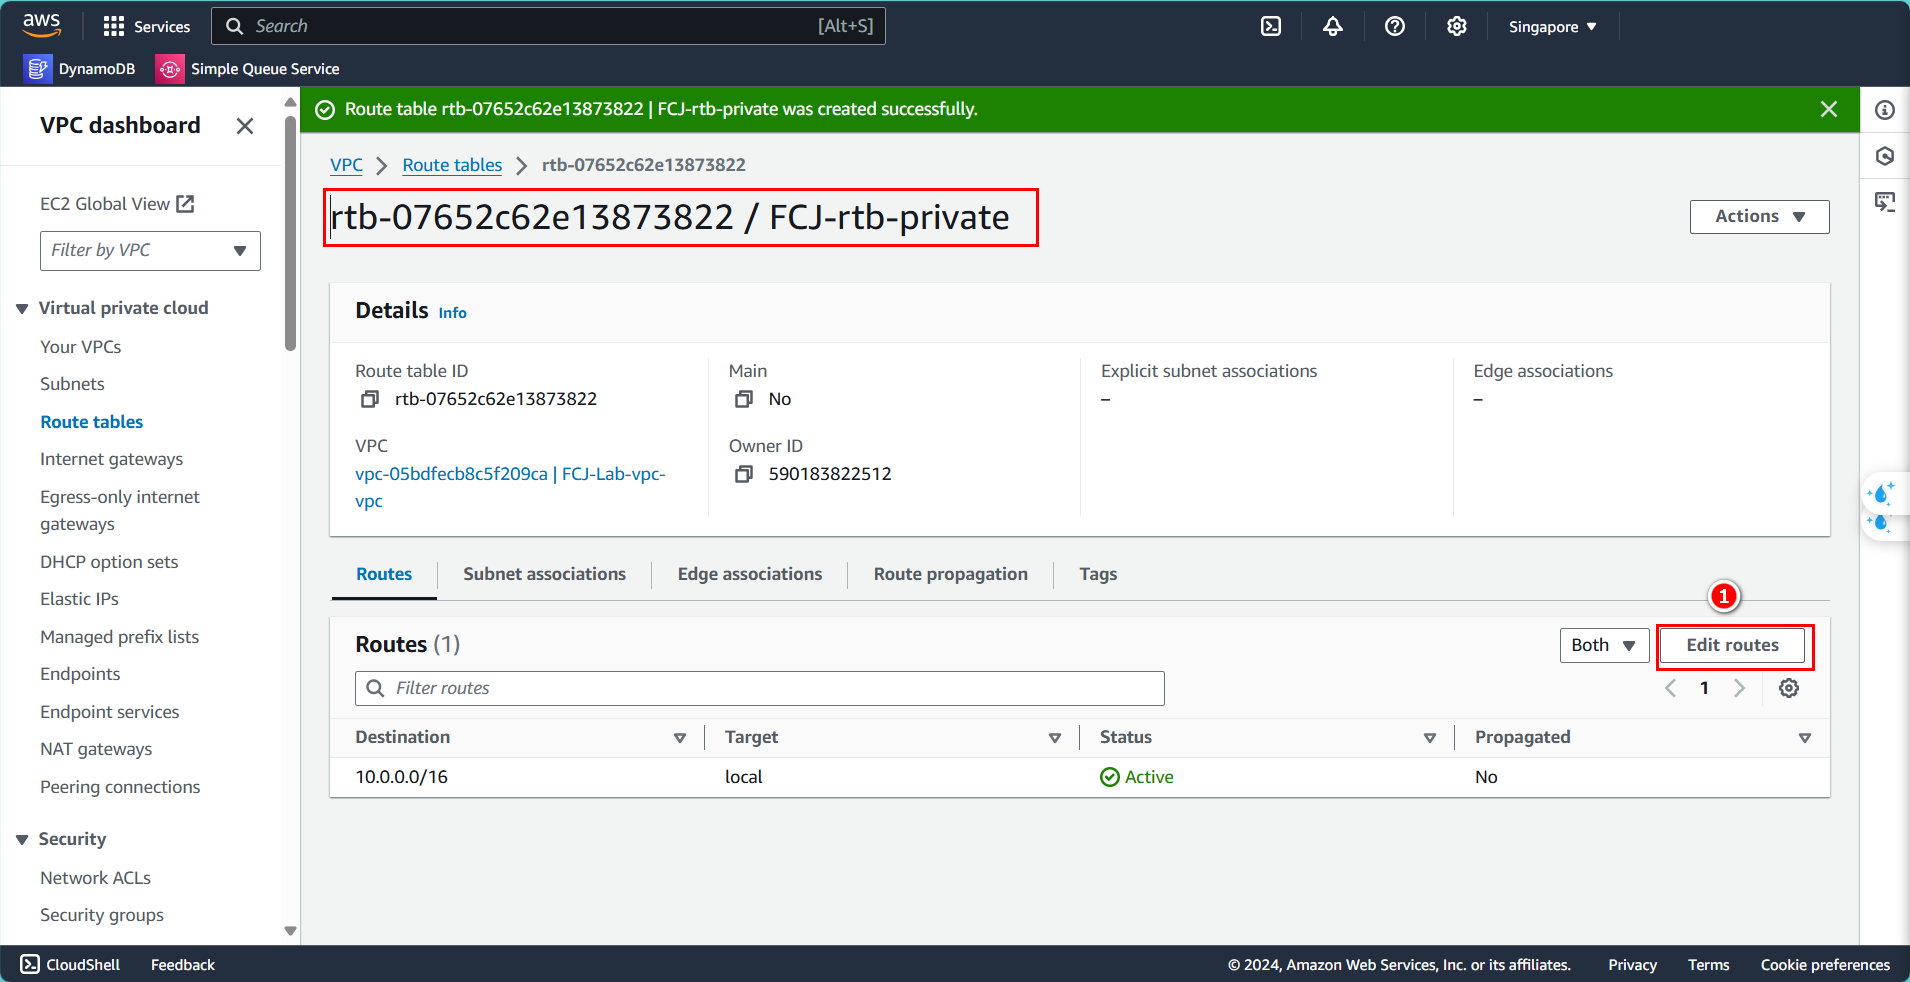 aws
Services
Search
[Alt+S]
Singapore
DynamoDB
Simple Queue Service
VPC dashboard
EC2 Global View
Filter by VPC
Virtual private cloud
Your VPCs
Subnets
Route tables
Internet gateways
Egress-only internet
gateways
DHCP option sets
Elastic IPs
Managed prefix lists
Endpoints
Endpoint services
NAT gateways
Peering connections
Security
Network ACLs
Security groups
Route table rtb-07652c62e13873822 | FCJ-rtb-private was created successfully.
VPC
Route tables
rtb-07652c62e13873822
rtb-07652c62e13873822 / FCJ-rtb-private
Actions
Details Info
Route table ID
rtb-07652c62e13873822
Main
No
Explicit subnet associations
–
Edge associations
–
VPC
vpc-05bdfecb8c5f209ca | FCJ-Lab-vpc-
vpc
Owner ID
590183822512
Routes
Subnet associations
Edge associations
Route propagation
Tags
1
Routes (1)
Both
Edit routes
Filter routes
1
Destination
Target
Status
Propagated
10.0.0.0/16
local
Active
No
CloudShell
Feedback
© 2024, Amazon Web Services, Inc. or its affiliates.
Privacy
Terms
Cookie preferences